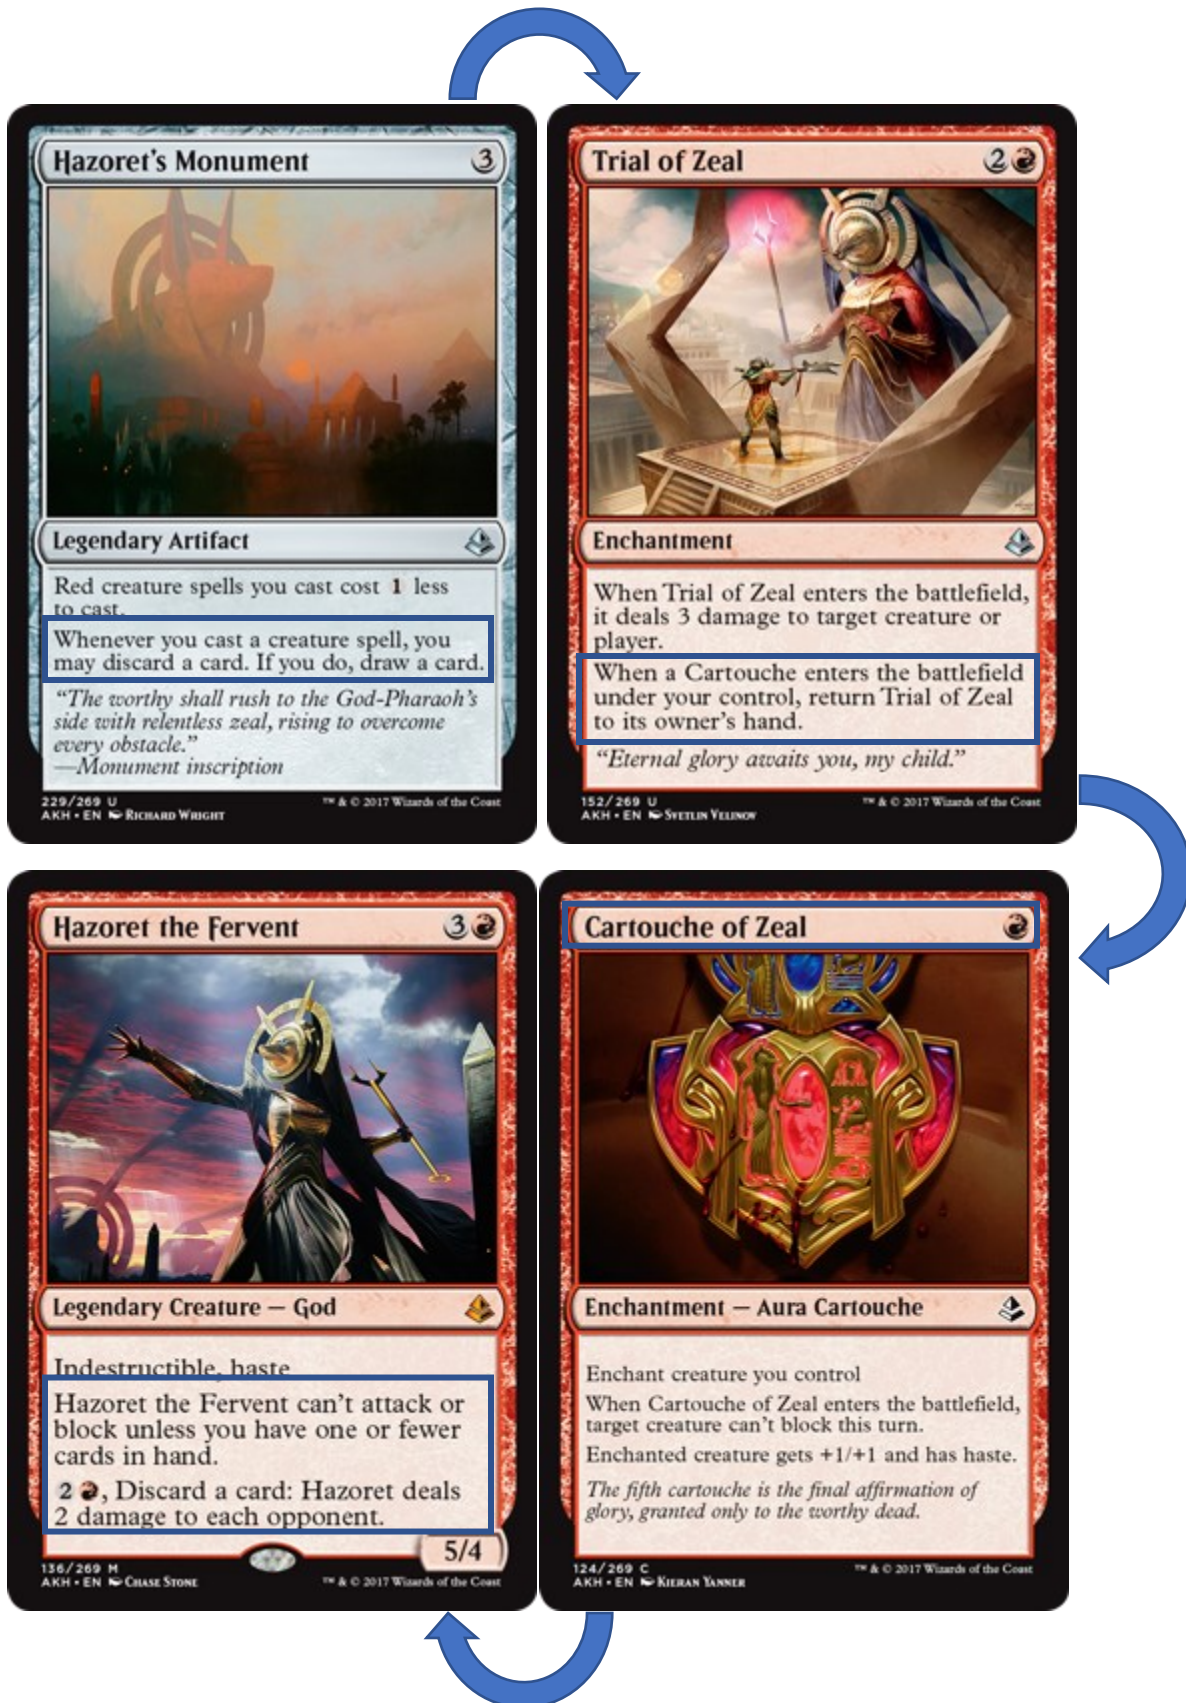 Hazoret's Monument 3
Legendary Artifact
Red creature spells you cast cost 1 less
to cast.
Whenever you cast a creature spell, you
may discard a card. If you do, draw a card.
“The worthy shall rush to the God-Pharaoh's
side with relentless zeal, rising to overcome
every obstacle.”
—Monument inscription
229/269 U
AKH • EN Richard Wright
™ & © 2017 Wizards of the Coast
Trial of Zeal 2
Enchantment
When Trial of Zeal enters the battlefield,
it deals 3 damage to target creature or
player.
When a Cartouche enters the battlefield
under your control, return Trial of Zeal
to its owner's hand.
“Eternal glory awaits you, my child.”
152/269 U
AKH • EN Svetlin Velinov
™ & © 2017 Wizards of the Coast
Hazoret the Fervent 3
Legendary Creature — God
Indestructible, haste
Hazoret the Fervent can't attack or
block unless you have one or fewer
cards in hand.
2 , Discard a card: Hazoret deals
2 damage to each opponent.
5/4
136/269 M
AKH • EN Chase Stone
™ & © 2017 Wizards of the Coast
Cartouche of Zeal
Enchantment — Aura Cartouche
Enchant creature you control
When Cartouche of Zeal enters the battlefield,
target creature can't block this turn.
Enchanted creature gets +1/+1 and has haste.
The fifth cartouche is the final affirmation of
glory, granted only to the worthy dead.
124/269 C
AKH • EN Kieran Yanner
™ & © 2017 Wizards of the Coast